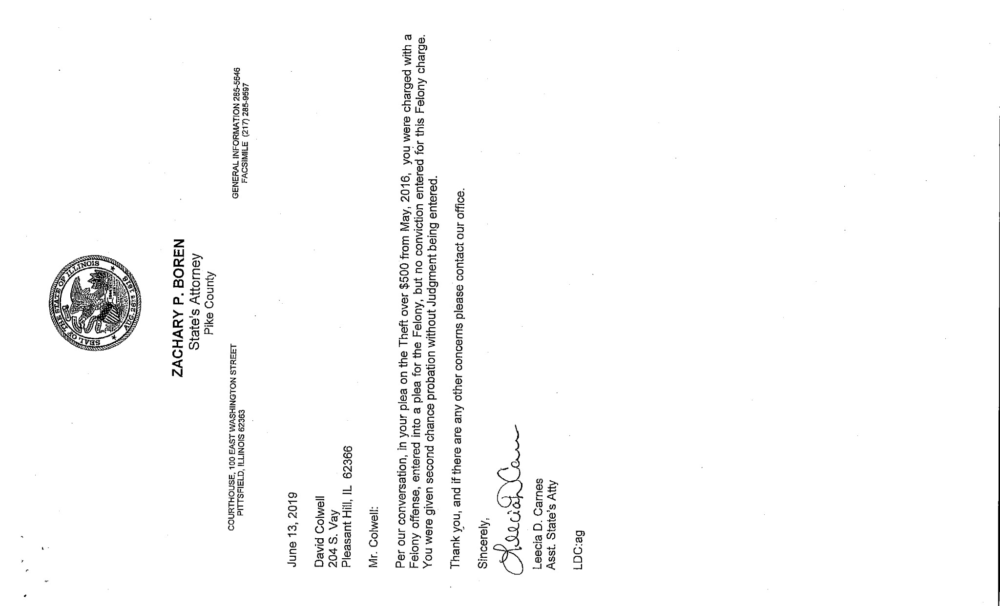 SEAL OF THE STATE OF ILLINOIS
AUG. 26TH 1818
ZACHARY P. BOREN
State's Attorney
Pike County
COURTHOUSE, 100 EAST WASHINGTON STREET
PITTSFIELD, ILLINOIS 62363
GENERAL INFORMATION 285-5646
FACSIMILE (217) 285-9597
June 13, 2019
David Colwell
204 S. Vay
Pleasant Hill, IL 62366
Mr. Colwell:
Per our conversation, in your plea on the Theft over $500 from May, 2016, you were charged with a
Felony offense, entered into a plea for the Felony, but no conviction entered for this Felony charge.
You were given second chance probation without Judgment being entered.
Thank you, and if there are any other concerns please contact our office.
Sincerely,
Leecia D Carnes
Leecia D. Carnes
Asst. State's Atty
LDC:ag